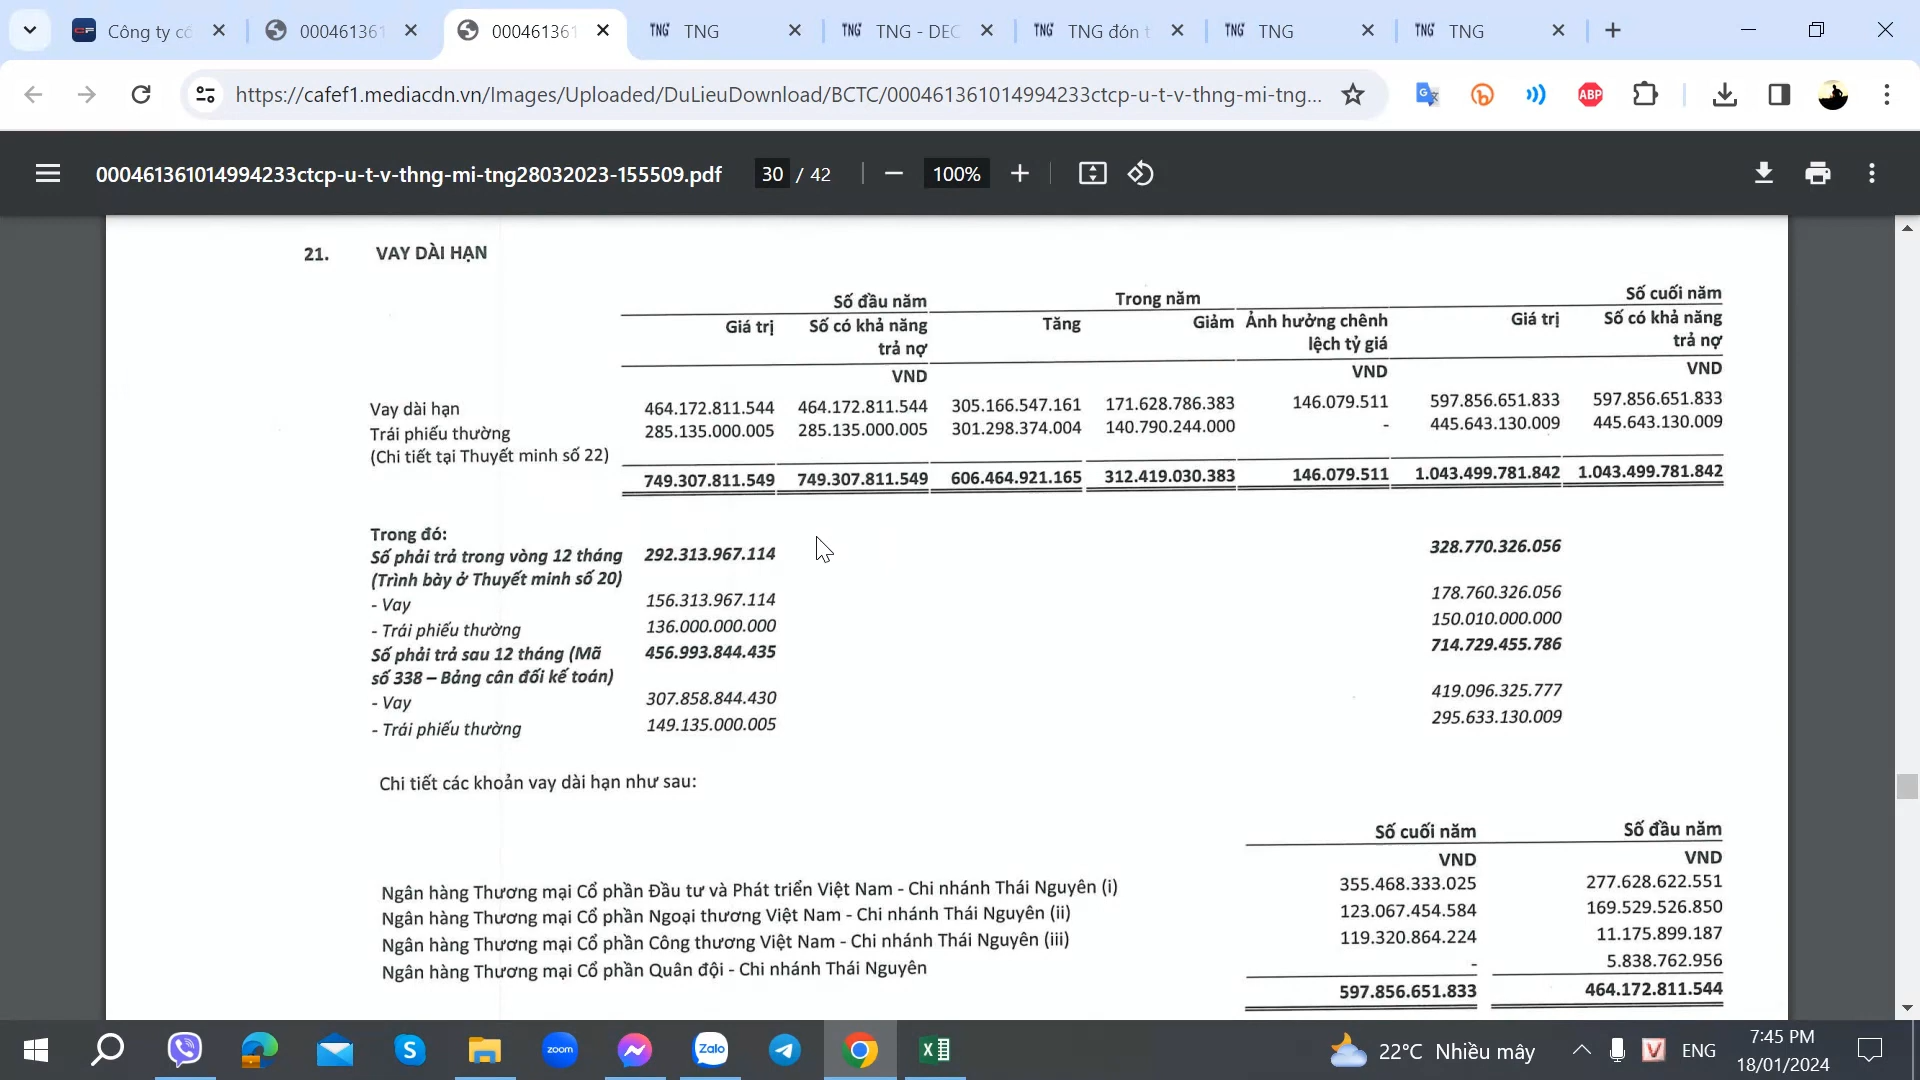 Công ty cổ
000461361
000461361
TNG TNG
TNG TNG - DEC
TNG TNG đón t
TNG TNG
TNG TNG
https://cafef1.mediacdn.vn/Images/Uploaded/DuLieuDownload/BCTC/000461361014994233ctcp-u-t-v-thng-mi-tng...
ABP
000461361014994233ctcp-u-t-v-thng-mi-tng28032023-155509.pdf 30 / 42 100%
21. VAY DÀI HẠN
Số đầu năm Trong năm Số cuối năm
Giá trị Số có khả năng Tăng Giảm Ảnh hưởng chênh Giá trị Số có khả năng
trả nợ lệch tỷ giá trả nợ
VND VND VND
Vay dài hạn 464.172.811.544 464.172.811.544 305.166.547.161 171.628.786.383 146.079.511 597.856.651.833 597.856.651.833
Trái phiếu thường 285.135.000.005 285.135.000.005 301.298.374.004 140.790.244.000 - 445.643.130.009 445.643.130.009
(Chi tiết tại Thuyết minh số 22)
749.307.811.549 749.307.811.549 606.464.921.165 312.419.030.383 146.079.511 1.043.499.781.842 1.043.499.781.842
Trong đó:
Số phải trả trong vòng 12 tháng 292.313.967.114 328.770.326.056
(Trình bày ở Thuyết minh số 20)
- Vay 156.313.967.114 178.760.326.056
- Trái phiếu thường 136.000.000.000 150.010.000.000
Số phải trả sau 12 tháng (Mã 456.993.844.435 714.729.455.786
số 338 – Bảng cân đối kế toán)
- Vay 307.858.844.430 419.096.325.777
- Trái phiếu thường 149.135.000.005 295.633.130.009
Chi tiết các khoản vay dài hạn như sau:
Số cuối năm Số đầu năm
VND VND
Ngân hàng Thương mại Cổ phần Đầu tư và Phát triển Việt Nam - Chi nhánh Thái Nguyên (i) 355.468.333.025 277.628.622.551
Ngân hàng Thương mại Cổ phần Ngoại thương Việt Nam - Chi nhánh Thái Nguyên (ii) 123.067.454.584 169.529.526.850
Ngân hàng Thương mại Cổ phần Công thương Việt Nam - Chi nhánh Thái Nguyên (iii) 119.320.864.224 11.175.899.187
Ngân hàng Thương mại Cổ phần Quân đội - Chi nhánh Thái Nguyên - 5.838.762.956
597.856.651.833 464.172.811.544
zoom
Zalo
22°C Nhiều mây
ENG
7:45 PM
18/01/2024